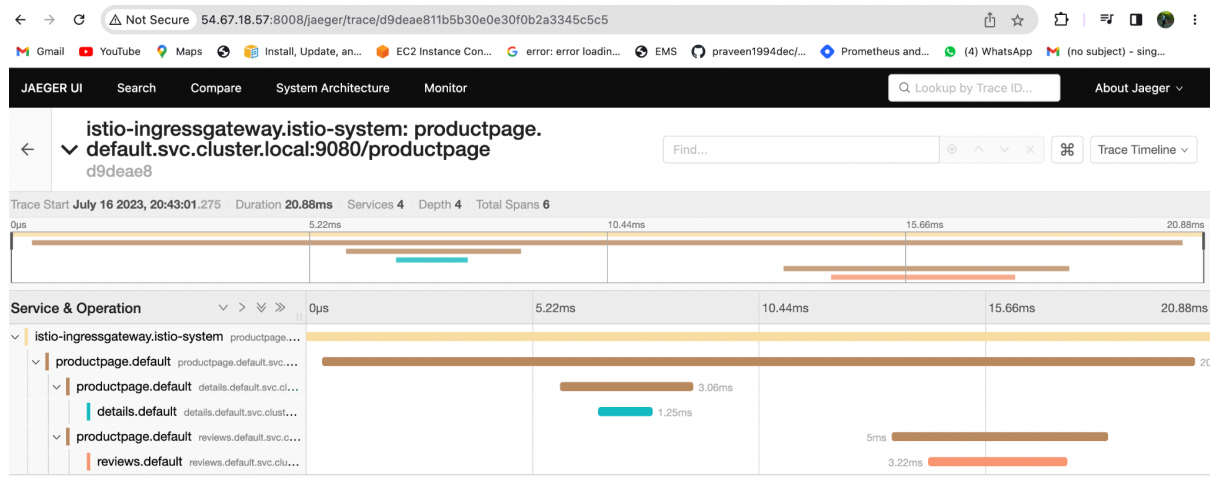 Not Secure 54.67.18.57:8008/jaeger/trace/d9deae811b5b30e0e30f0b2a3345c5c5
Gmail YouTube Maps Install, Update, an... EC2 Instance Con... error: error loadin... EMS praveen1994dec/... Prometheus and... (4) WhatsApp (no subject) - sing...
JAEGER UI Search Compare System Architecture Monitor Lookup by Trace ID... About Jaeger
istio-ingressgateway.istio-system: productpage.
default.svc.cluster.local:9080/productpage
d9deae8
Find... Trace Timeline
Trace Start July 16 2023, 20:43:01.275 Duration 20.88ms Services 4 Depth 4 Total Spans 6
0µs 5.22ms 10.44ms 15.66ms 20.88ms
Service & Operation 0µs 5.22ms 10.44ms 15.66ms 20.88ms
istio-ingressgateway.istio-system productpage....
productpage.default productpage.default.svc.... 20
productpage.default details.default.svc.cl... 3.06ms
details.default details.default.svc.clust... 1.25ms
productpage.default reviews.default.svc.c... 5ms
reviews.default reviews.default.svc.clu... 3.22ms